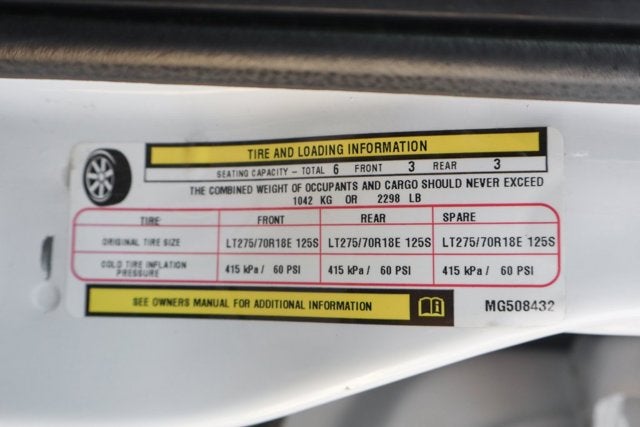 TIRE AND LOADING INFORMATION
SEATING CAPACITY - TOTAL 6 FRONT 3 REAR 3
THE COMBINED WEIGHT OF OCCUPANTS AND CARGO SHOULD NEVER EXCEED
1042 KG OR 2298 LB
TIRE FRONT REAR SPARE
ORIGINAL TIRE SIZE LT275/70R18E 125S LT275/70R18E 125S LT275/70R18E 125S
COLD TIRE INFLATION PRESSURE 415 kPa / 60 PSI 415 kPa / 60 PSI 415 kPa / 60 PSI
SEE OWNERS MANUAL FOR ADDITIONAL INFORMATION
MG508432